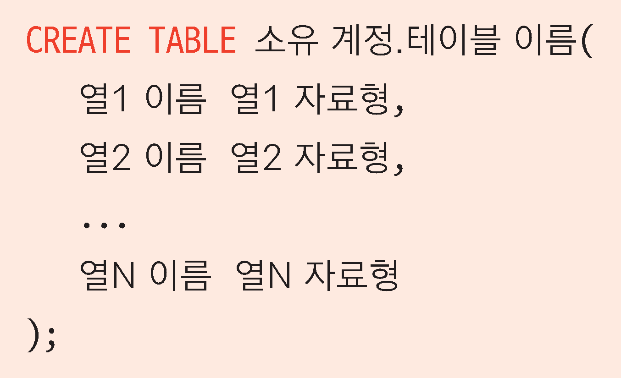 CREATE TABLE 소유 계정.테이블 이름(
열1 이름 열1 자료형,
열2 이름 열2 자료형,
...
열N 이름 열N 자료형
);